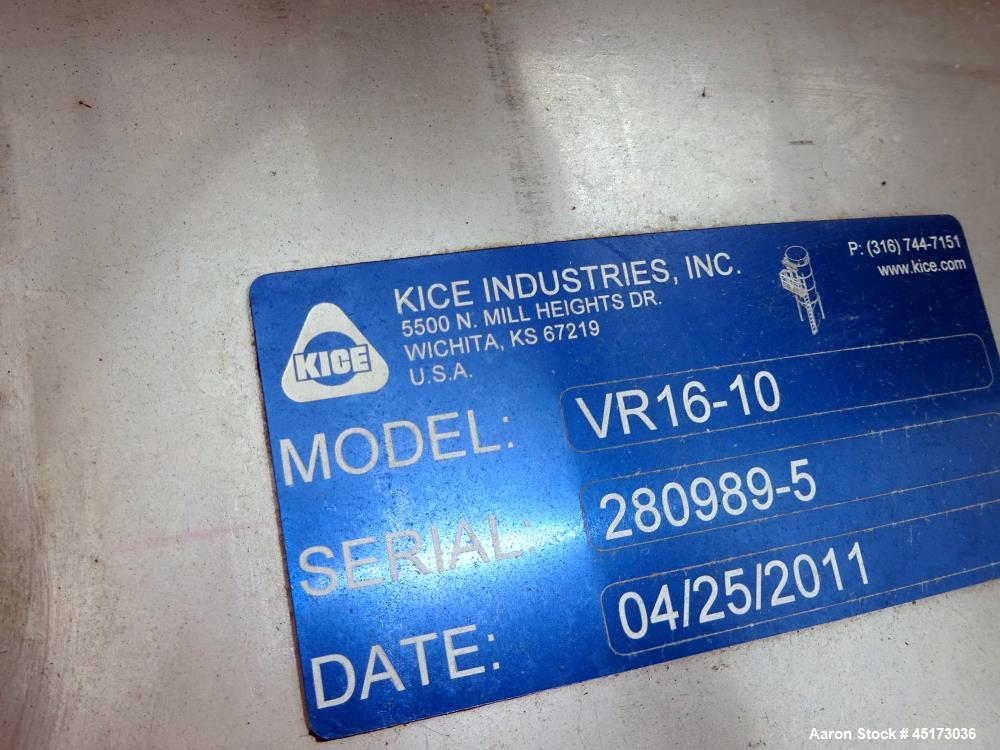 KICE
KICE INDUSTRIES, INC.
5500 N. MILL HEIGHTS DR.
WICHITA, KS 67219
U.S.A.
P: (316) 744-7151
www.kice.com
MODEL: VR16-10
SERIAL: 280989-5
DATE: 04/25/2011
Aaron Stock # 45173036